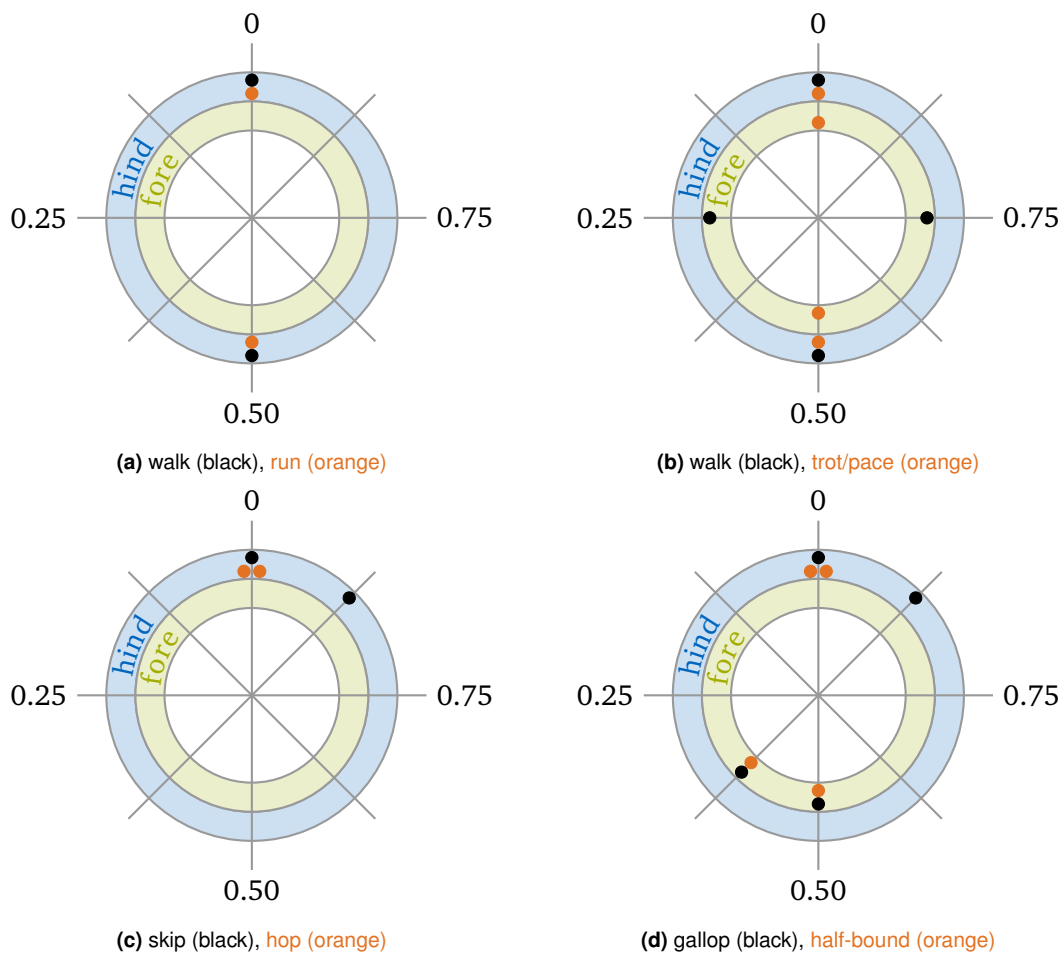 0
hind
fore
0.25
0.75
0.50
(a) walk (black), run (orange)
0
hind
fore
0.25
0.75
0.50
(b) walk (black), trot/pace (orange)
0
hind
fore
0.25
0.75
0.50
(c) skip (black), hop (orange)
0
hind
fore
0.25
0.75
0.50
(d) gallop (black), half-bound (orange)